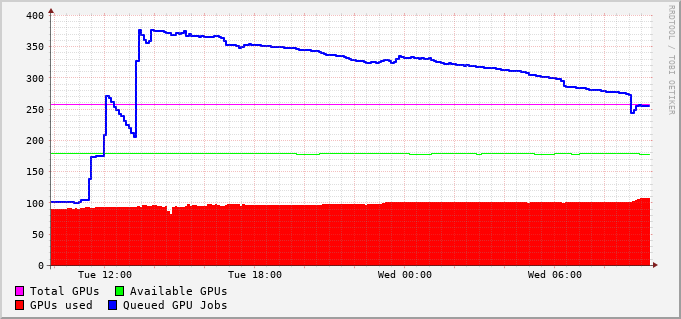 400
350
300
250
200
150
100
50
0
Tue 12:00 Tue 18:00 Wed 00:00 Wed 06:00
Total GPUs Available GPUs
GPUs used Queued GPU Jobs
RRDTOOL / TOBI OETIKER